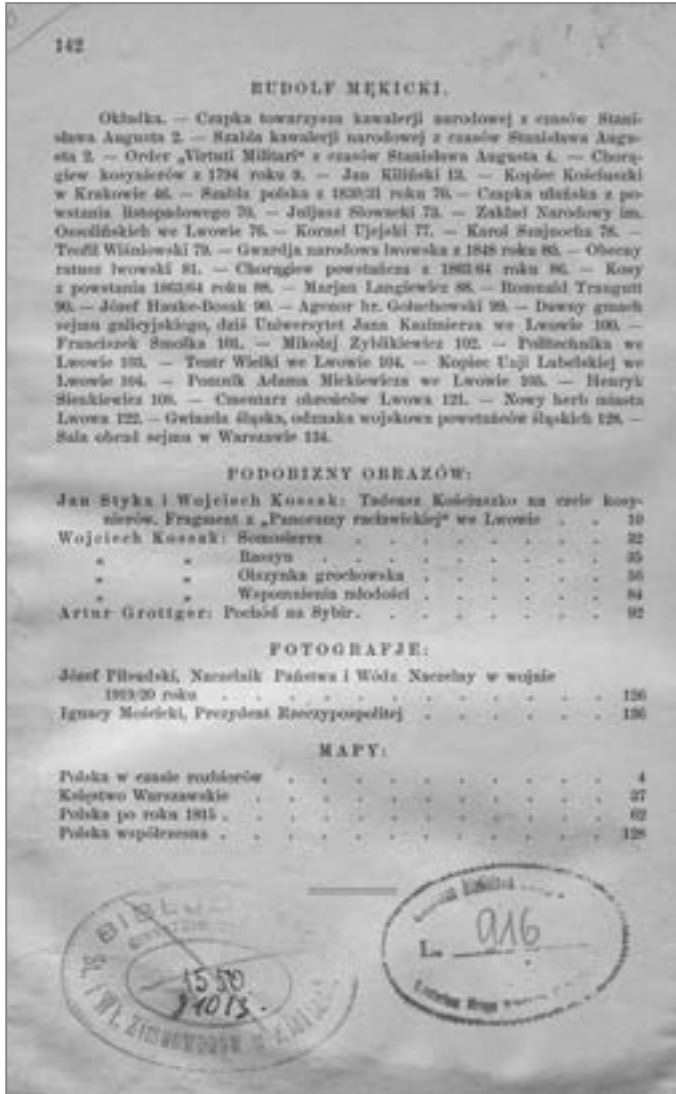 142
RUDOLF MĘKICKI.
Okładka. — Czapka towarzysza kawalerji narodowej z czasów Stani-
sława Augusta 2. — Szabla kawalerji narodowej z czasów Stanisława Augu-
sta 2. — Order „Virtuti Militari“ z czasów Stanisława Augusta 4. — Chorą-
giew kosynierów z 1794 roku 9. — Jan Kiliński 13. — Kopiec Kościuszki
w Krakowie 46. — Szabla polska z 1830/31 roku 70. — Czapka ułańska z po-
wstania listopadowego 70. — Juljusz Słowacki 73. — Zakład Narodowy im.
Ossolińskich we Lwowie 76. — Kornel Ujejski 77. — Karol Szajnocha 78. —
Teofil Wiśniowski 79. — Gwardja narodowa lwowska z 1848 roku 80. — Obecny
ratusz lwowski 81. — Chorągiew powstańcza z 1863/64 roku 86. — Kosy
z powstania 1863/64 roku 88. — Marjan Langiewicz 88. — Romuald Traugutt
90. — Józef Hauke-Bosak 90. — Agenor hr. Gołuchowski 99. — Dawny gmach
sejmu galicyjskiego, dziś Uniwersytet Jana Kazimierza we Lwowie 100. —
Franciszek Smolka 101. — Mikołaj Zyblikiewicz 102. — Politechnika we
Lwowie 103. — Teatr Wielki we Lwowie 104. — Kopiec Unji Lubelskiej we
Lwowie 104. — Pomnik Adama Mickiewicza we Lwowie 105. — Henryk
Sienkiewicz 108. — Cmentarz obrońców Lwowa 121. — Nowy herb miasta
Lwowa 122. — Gwiazda śląska, odznaka wojskowa powstańców śląskich 128. —
Sala obrad sejmu w Warszawie 134.
PODOBIZNY OBRAZÓW:
Jan Styka i Wojciech Kossak: Tadeusz Kościuszko na czele kosy-
nierów. Fragment z „Panoramy racławickiej“ we Lwowie . . 10
Wojciech Kossak: Somosierra . . . . . . . 32
„ „ Raszyn . . . . . . . . 35
„ „ Olszynka grochowska . . . . . . 56
„ „ Wspomnienia młodości . . . . . . 84
Artur Grottger: Pochód na Sybir. . . . . . . 92
FOTOGRAFJE:
Józef Piłsudski, Naczelnik Państwa i Wódz Naczelny w wojnie
1919/20 roku . . . . . . . . . . . 126
Ignacy Mościcki, Prezydent Rzeczypospolitej . . . . . . 136
MAPY:
Polska w czasie rozbiorów . . . . . . . . . . 4
Księstwo Warszawskie . . . . . . . . . . . 37
Polska po roku 1815 . . . . . . . . . . . . 62
Polska współczesna . . . . . . . . . . . . 128
L. 916
1550